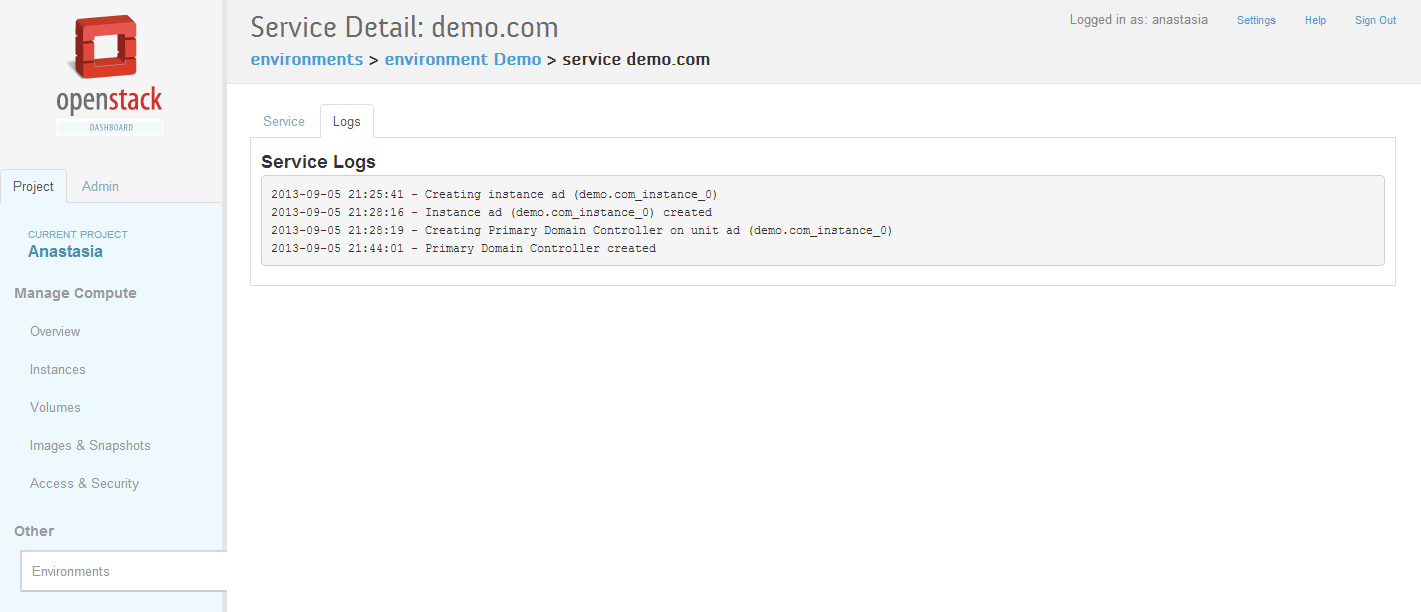 openstack
DASHBOARD
Project
Admin
CURRENT PROJECT
Anastasia
Manage Compute
Overview
Instances
Volumes
Images & Snapshots
Access & Security
Other
Environments
Service Detail: demo.com
Logged in as: anastasia Settings Help Sign Out
environments > environment Demo > service demo.com
Service
Logs
Service Logs
2013-09-05 21:25:41 - Creating instance ad (demo.com_instance_0)
2013-09-05 21:28:16 - Instance ad (demo.com_instance_0) created
2013-09-05 21:28:19 - Creating Primary Domain Controller on unit ad (demo.com_instance_0)
2013-09-05 21:44:01 - Primary Domain Controller created